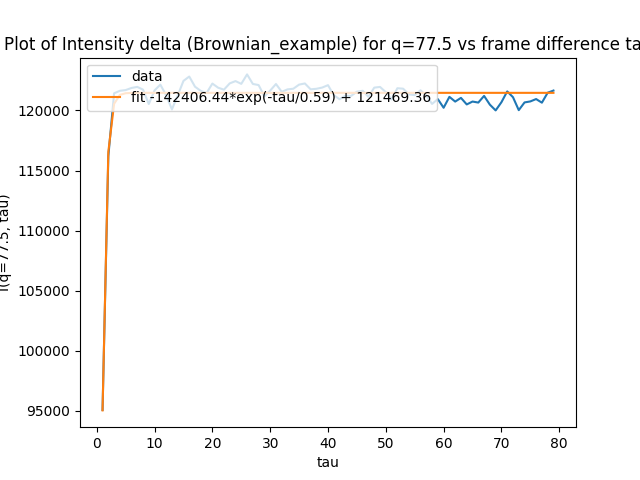 Plot of Intensity delta (Brownian_example) for q=77.5 vs frame difference ta
data
fit -142406.44*exp(-tau/0.59) + 121469.36
120000
115000
110000
105000
100000
95000
I(q=77.5, tau)
0 10 20 30 40 50 60 70 80
tau